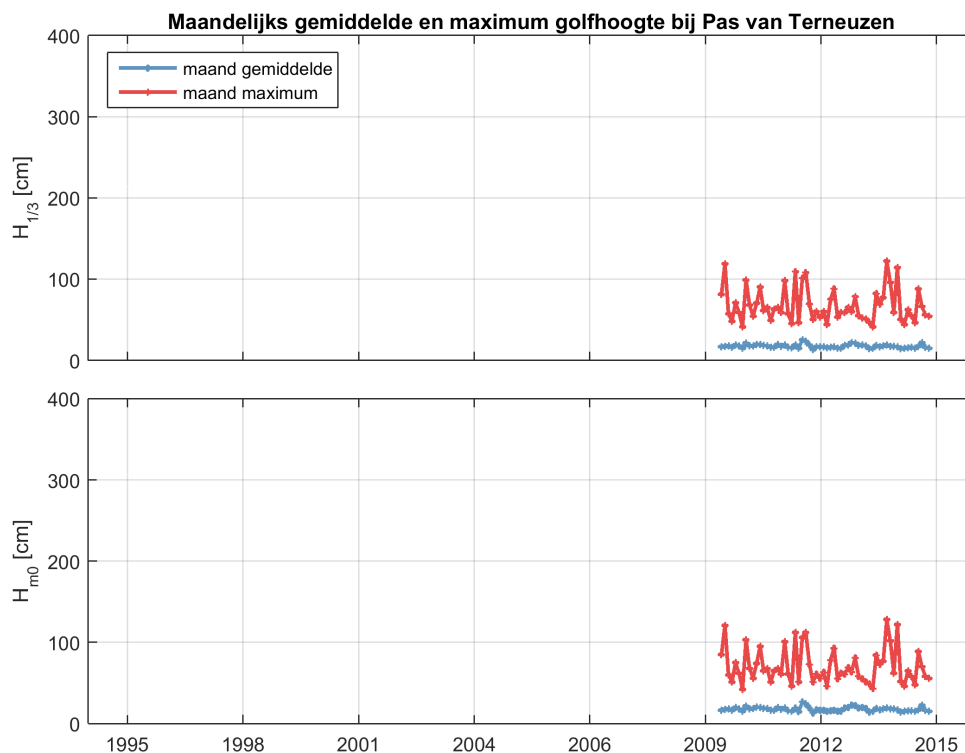 Maandelijks gemiddelde en maximum golfhoogte bij Pas van Terneuzen
400
300
200
100
0
H1/3 [cm]
maand gemiddelde
maand maximum
400
300
200
100
0
Hm0 [cm]
1995 1998 2001 2004 2006 2009 2012 2015